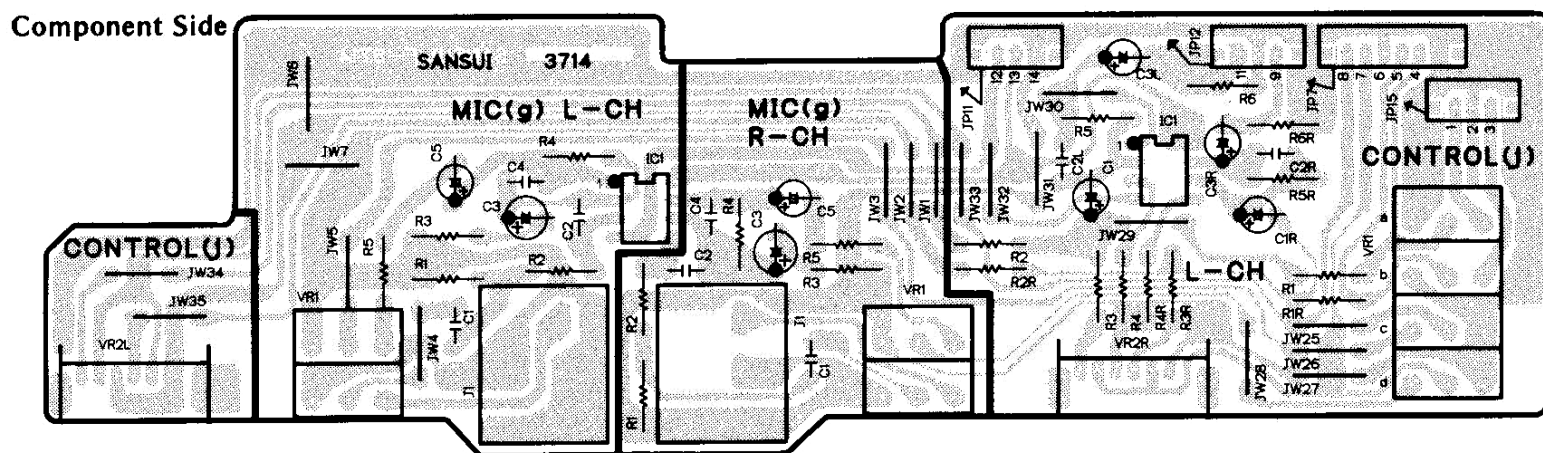 Component Side
SANSUI 3714
MIC(g) L-CH
JW6
JW7
C5
R4
C4
IC1
1
C3
C2
R3
R1
R2
JW5
R5
CONTROL(J)
JW34
JW35
VR2L
VR1
JW4
C1
J1
MIC(g)
R-CH
C4
R4
C3
C5
C2
R5
R3
R2
R1
J1
C1
VR1
JW3
JW2
JW1
JW33
JW32
R2
R2R
JP11
12
13
14
JW30
R5
JW31
C2L
C1
C3L
JP12
11
9
R6
IC1
1
C3R
JP14
8
7
6
5
4
JP15
1
2
3
R6R
C2R
R5R
C1R
CONTROL(J)
JW29
L-CH
R3
R4
R4R
R3R
VR2R
JW28
R1
R1R
JW25
JW26
JW27
VR1
a
b
c
d